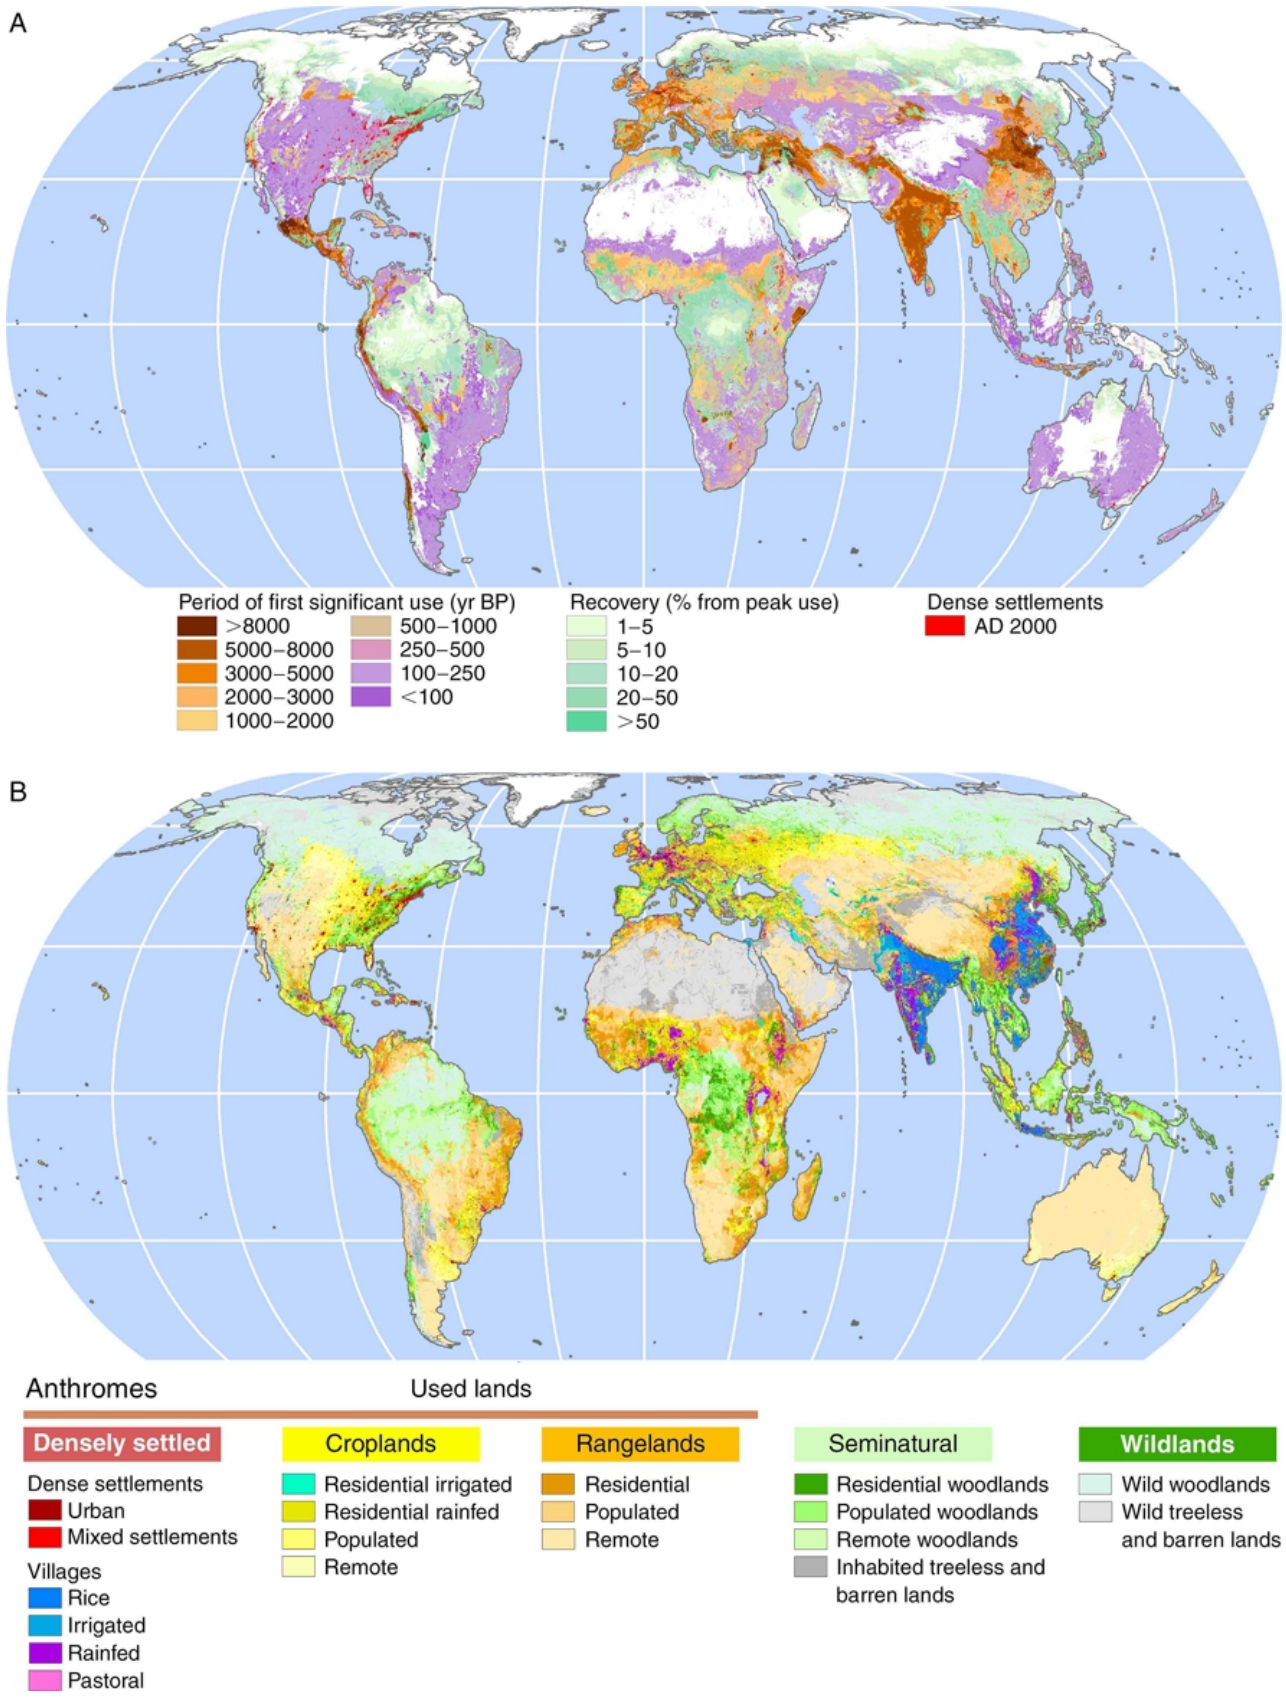 A
Period of first significant use (yr BP)
>8000
5000–8000
3000–5000
2000–3000
1000–2000
500–1000
250–500
100–250
<100
Recovery (% from peak use)
1–5
5–10
10–20
20–50
>50
Dense settlements
AD 2000
B
Anthromes
Used lands
Densely settled
Dense settlements
Urban
Mixed settlements
Villages
Rice
Irrigated
Rainfed
Pastoral
Croplands
Residential irrigated
Residential rainfed
Populated
Remote
Rangelands
Residential
Populated
Remote
Seminatural
Residential woodlands
Populated woodlands
Remote woodlands
Inhabited treeless and
barren lands
Wildlands
Wild woodlands
Wild treeless
and barren lands